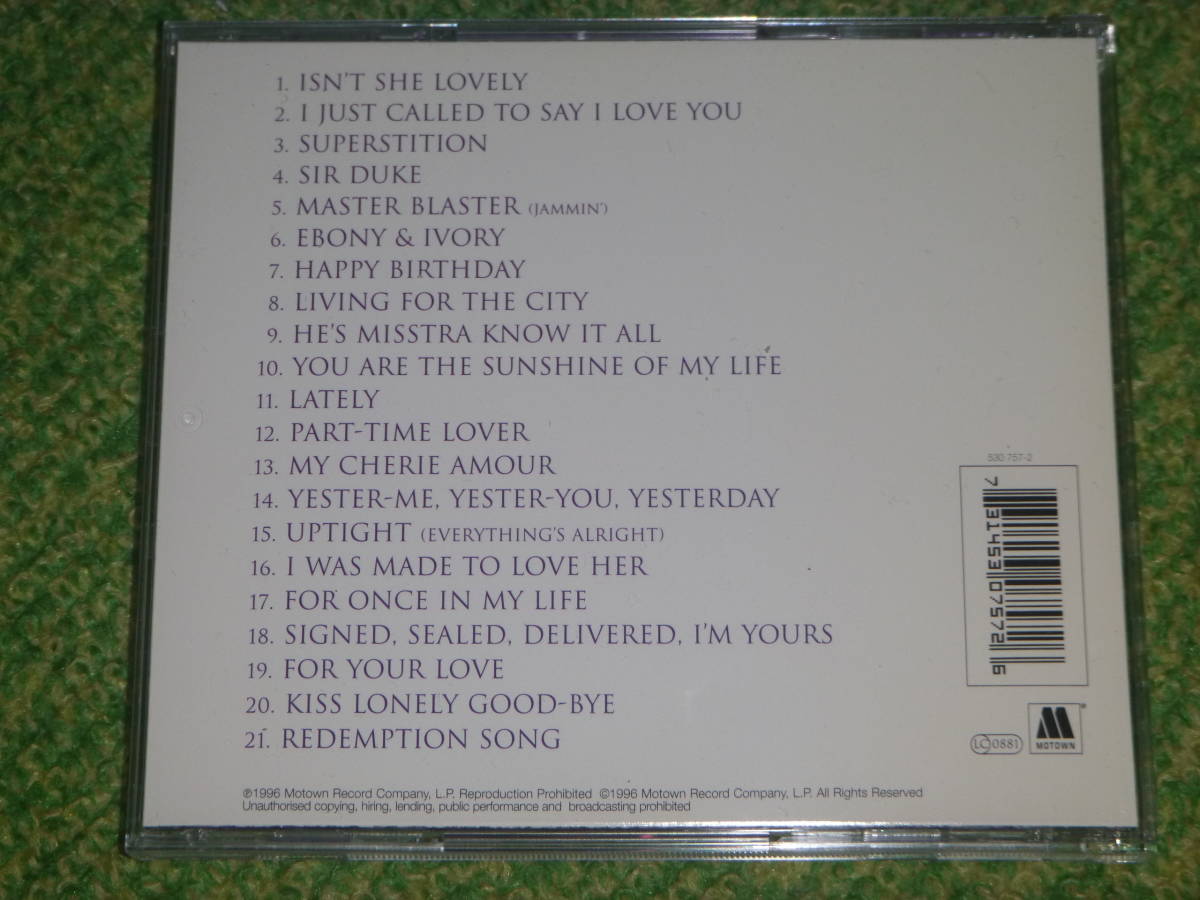 1. ISN'T SHE LOVELY
2. I JUST CALLED TO SAY I LOVE YOU
3. SUPERSTITION
4. SIR DUKE
5. MASTER BLASTER (JAMMIN')
6. EBONY & IVORY
7. HAPPY BIRTHDAY
8. LIVING FOR THE CITY
9. HE'S MISSTRA KNOW IT ALL
10. YOU ARE THE SUNSHINE OF MY LIFE
11. LATELY
12. PART-TIME LOVER
13. MY CHERIE AMOUR
14. YESTER-ME, YESTER-YOU, YESTERDAY
15. UPTIGHT (EVERYTHING'S ALRIGHT)
16. I WAS MADE TO LOVE HER
17. FOR ONCE IN MY LIFE
18. SIGNED, SEALED, DELIVERED, I'M YOURS
19. FOR YOUR LOVE
20. KISS LONELY GOOD-BYE
21. REDEMPTION SONG
530 757-2
7 31453 07572 6
LC 0881
M
MOTOWN ®
℗1996 Motown Record Company, L.P. Reproduction Prohibited ©1996 Motown Record Company, L.P. All Rights Reserved
Unauthorised copying, hiring, lending, public performance and broadcasting prohibited